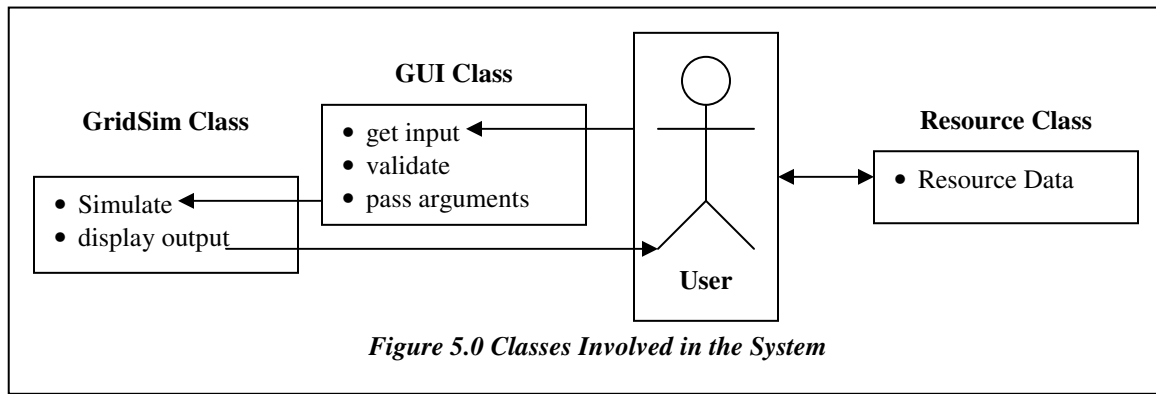 GridSim Class
• Simulate
• display output
GUI Class
• get input
• validate
• pass arguments
User
Resource Class
• Resource Data
Figure 5.0 Classes Involved in the System